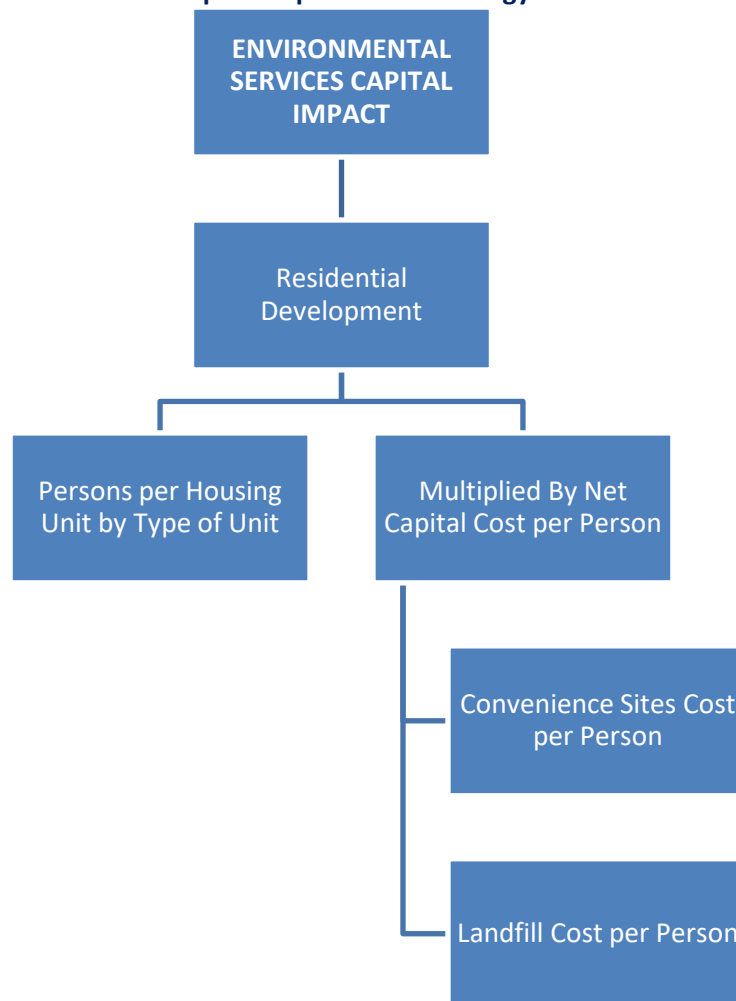 ENVIRONMENTAL
SERVICES CAPITAL
IMPACT
Residential
Development
Persons per Housing
Unit by Type of Unit
Multiplied By Net
Capital Cost per Person
Convenience Sites Cost
per Person
Landfill Cost per Person